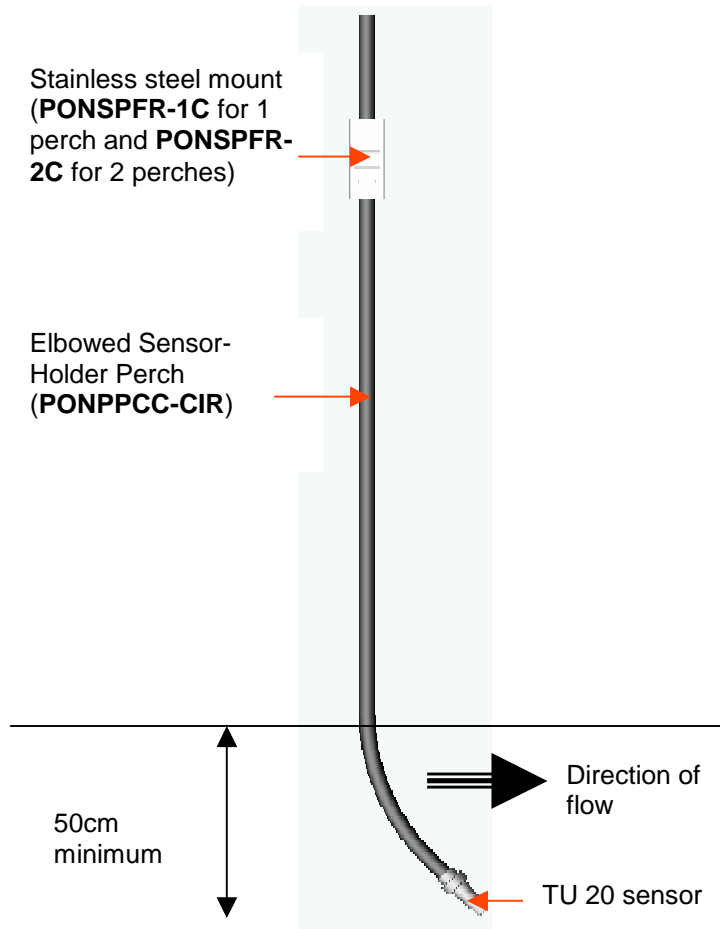 Stainless steel mount
(PONSPFR-1C for 1
perch and PONSPFR-
2C for 2 perches)
Elbowed Sensor-
Holder Perch
(PONPPCC-CIR)
Direction of
flow
50cm
minimum
TU 20 sensor